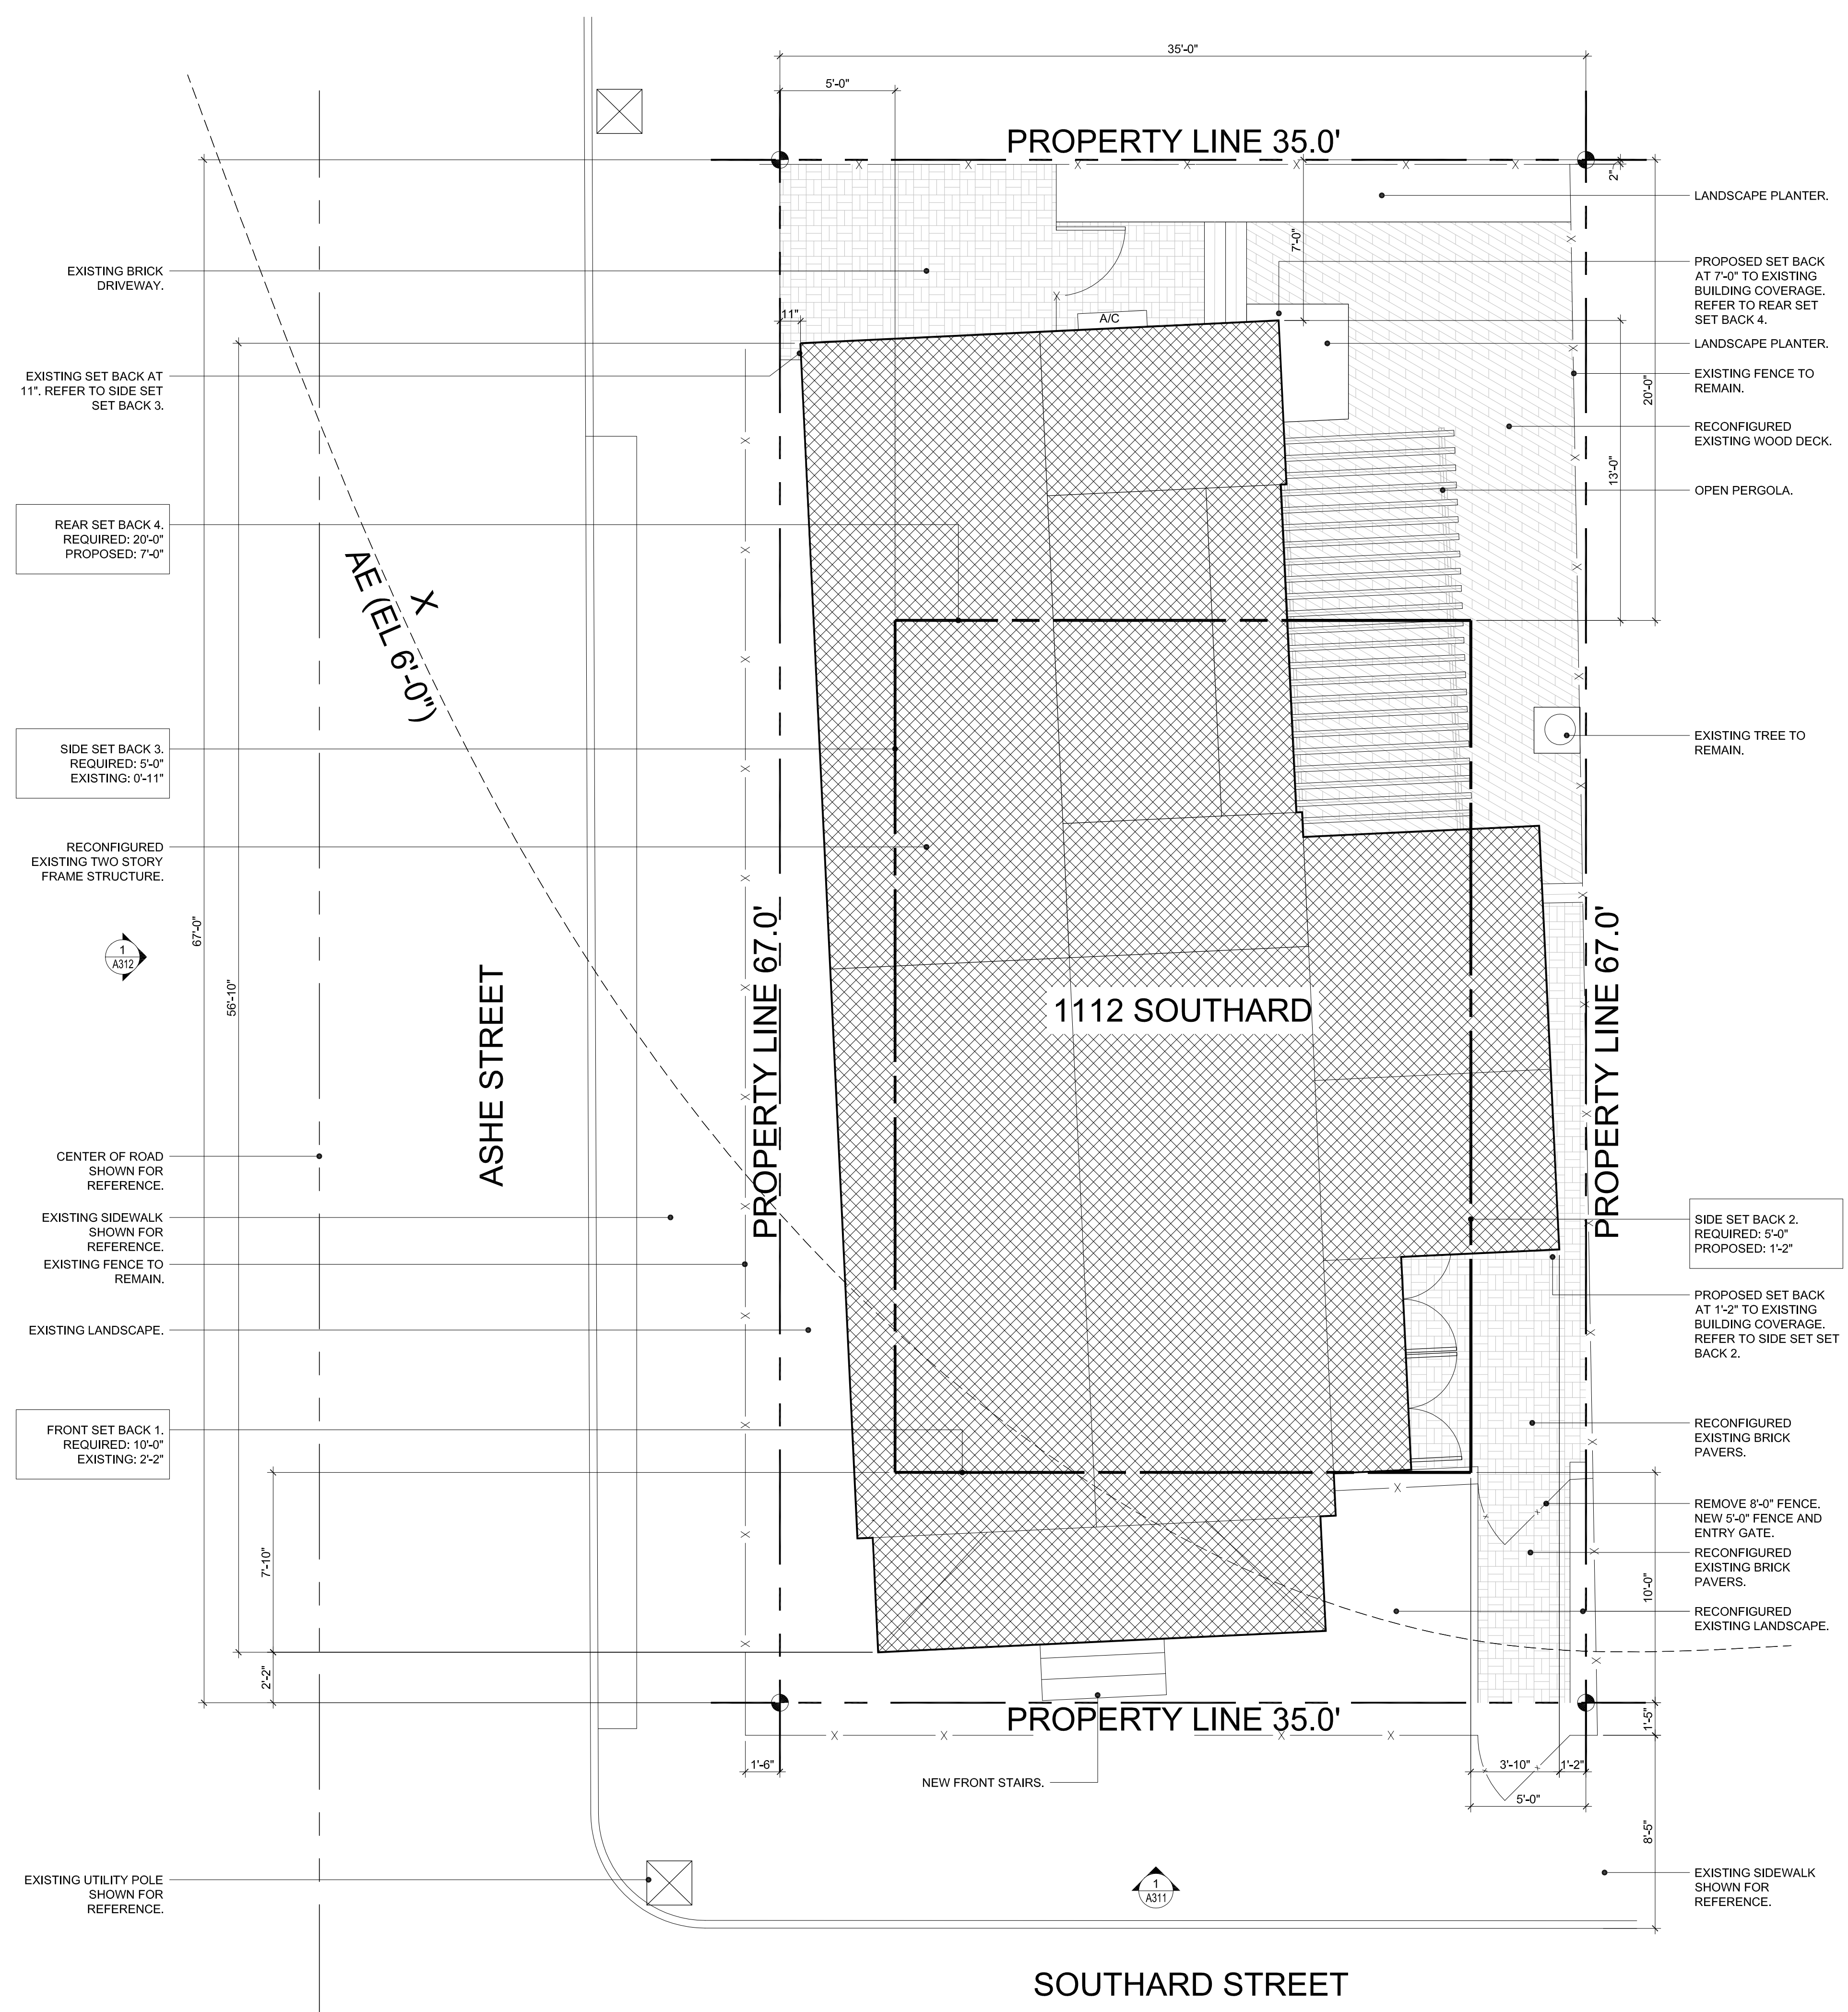 35'-0"
5'-0"
PROPERTY LINE 35.0'
2"
LANDSCAPE PLANTER.
7'-0"
PROPOSED SET BACK
AT 7'-0" TO EXISTING
BUILDING COVERAGE.
REFER TO REAR SET
SET BACK 4.
EXISTING BRICK
DRIVEWAY.
11"
A/C
LANDSCAPE PLANTER.
EXISTING SET BACK AT
11". REFER TO SIDE SET
SET BACK 3.
EXISTING FENCE TO
REMAIN.
20'-0"
RECONFIGURED
EXISTING WOOD DECK.
13'-0"
OPEN PERGOLA.
REAR SET BACK 4.
REQUIRED: 20'-0"
PROPOSED: 7'-0"
X
AE (EL 6'-0")
SIDE SET BACK 3.
REQUIRED: 5'-0"
EXISTING: 0'-11"
EXISTING TREE TO
REMAIN.
RECONFIGURED
EXISTING TWO STORY
FRAME STRUCTURE.
67'-0"
1
A312
56'-10"
ASHE STREET
PROPERTY LINE 67.0'
1112 SOUTHARD
PROPERTY LINE 67.0'
CENTER OF ROAD
SHOWN FOR
REFERENCE.
EXISTING SIDEWALK
SHOWN FOR
REFERENCE.
EXISTING FENCE TO
REMAIN.
SIDE SET BACK 2.
REQUIRED: 5'-0"
PROPOSED: 1'-2"
PROPOSED SET BACK
AT 1'-2" TO EXISTING
BUILDING COVERAGE.
REFER TO SIDE SET SET
BACK 2.
EXISTING LANDSCAPE.
FRONT SET BACK 1.
REQUIRED: 10'-0"
EXISTING: 2'-2"
RECONFIGURED
EXISTING BRICK
PAVERS.
REMOVE 8'-0" FENCE.
NEW 5'-0" FENCE AND
ENTRY GATE.
7'-10"
RECONFIGURED
EXISTING BRICK
PAVERS.
10'-0"
RECONFIGURED
EXISTING LANDSCAPE.
2'-2"
PROPERTY LINE 35.0'
1'-5"
1'-6"
3'-10"
1'-2"
NEW FRONT STAIRS.
5'-0"
8'-5"
EXISTING UTILITY POLE
SHOWN FOR
REFERENCE.
1
A311
EXISTING SIDEWALK
SHOWN FOR
REFERENCE.
SOUTHARD STREET